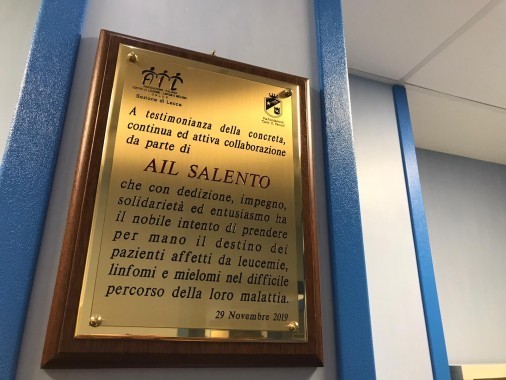 AIL
Sezione di Lecce
A testimonianza della concreta,
continua ed attiva collaborazione
da parte di
AIL SALENTO
che con dedizione, impegno,
solidarietà ed entusiasmo ha
il nobile intento di prendere
per mano il destino dei
pazienti affetti da leucemie,
linfomi e mielomi nel difficile
percorso della loro malattia.
29 Novembre 2019